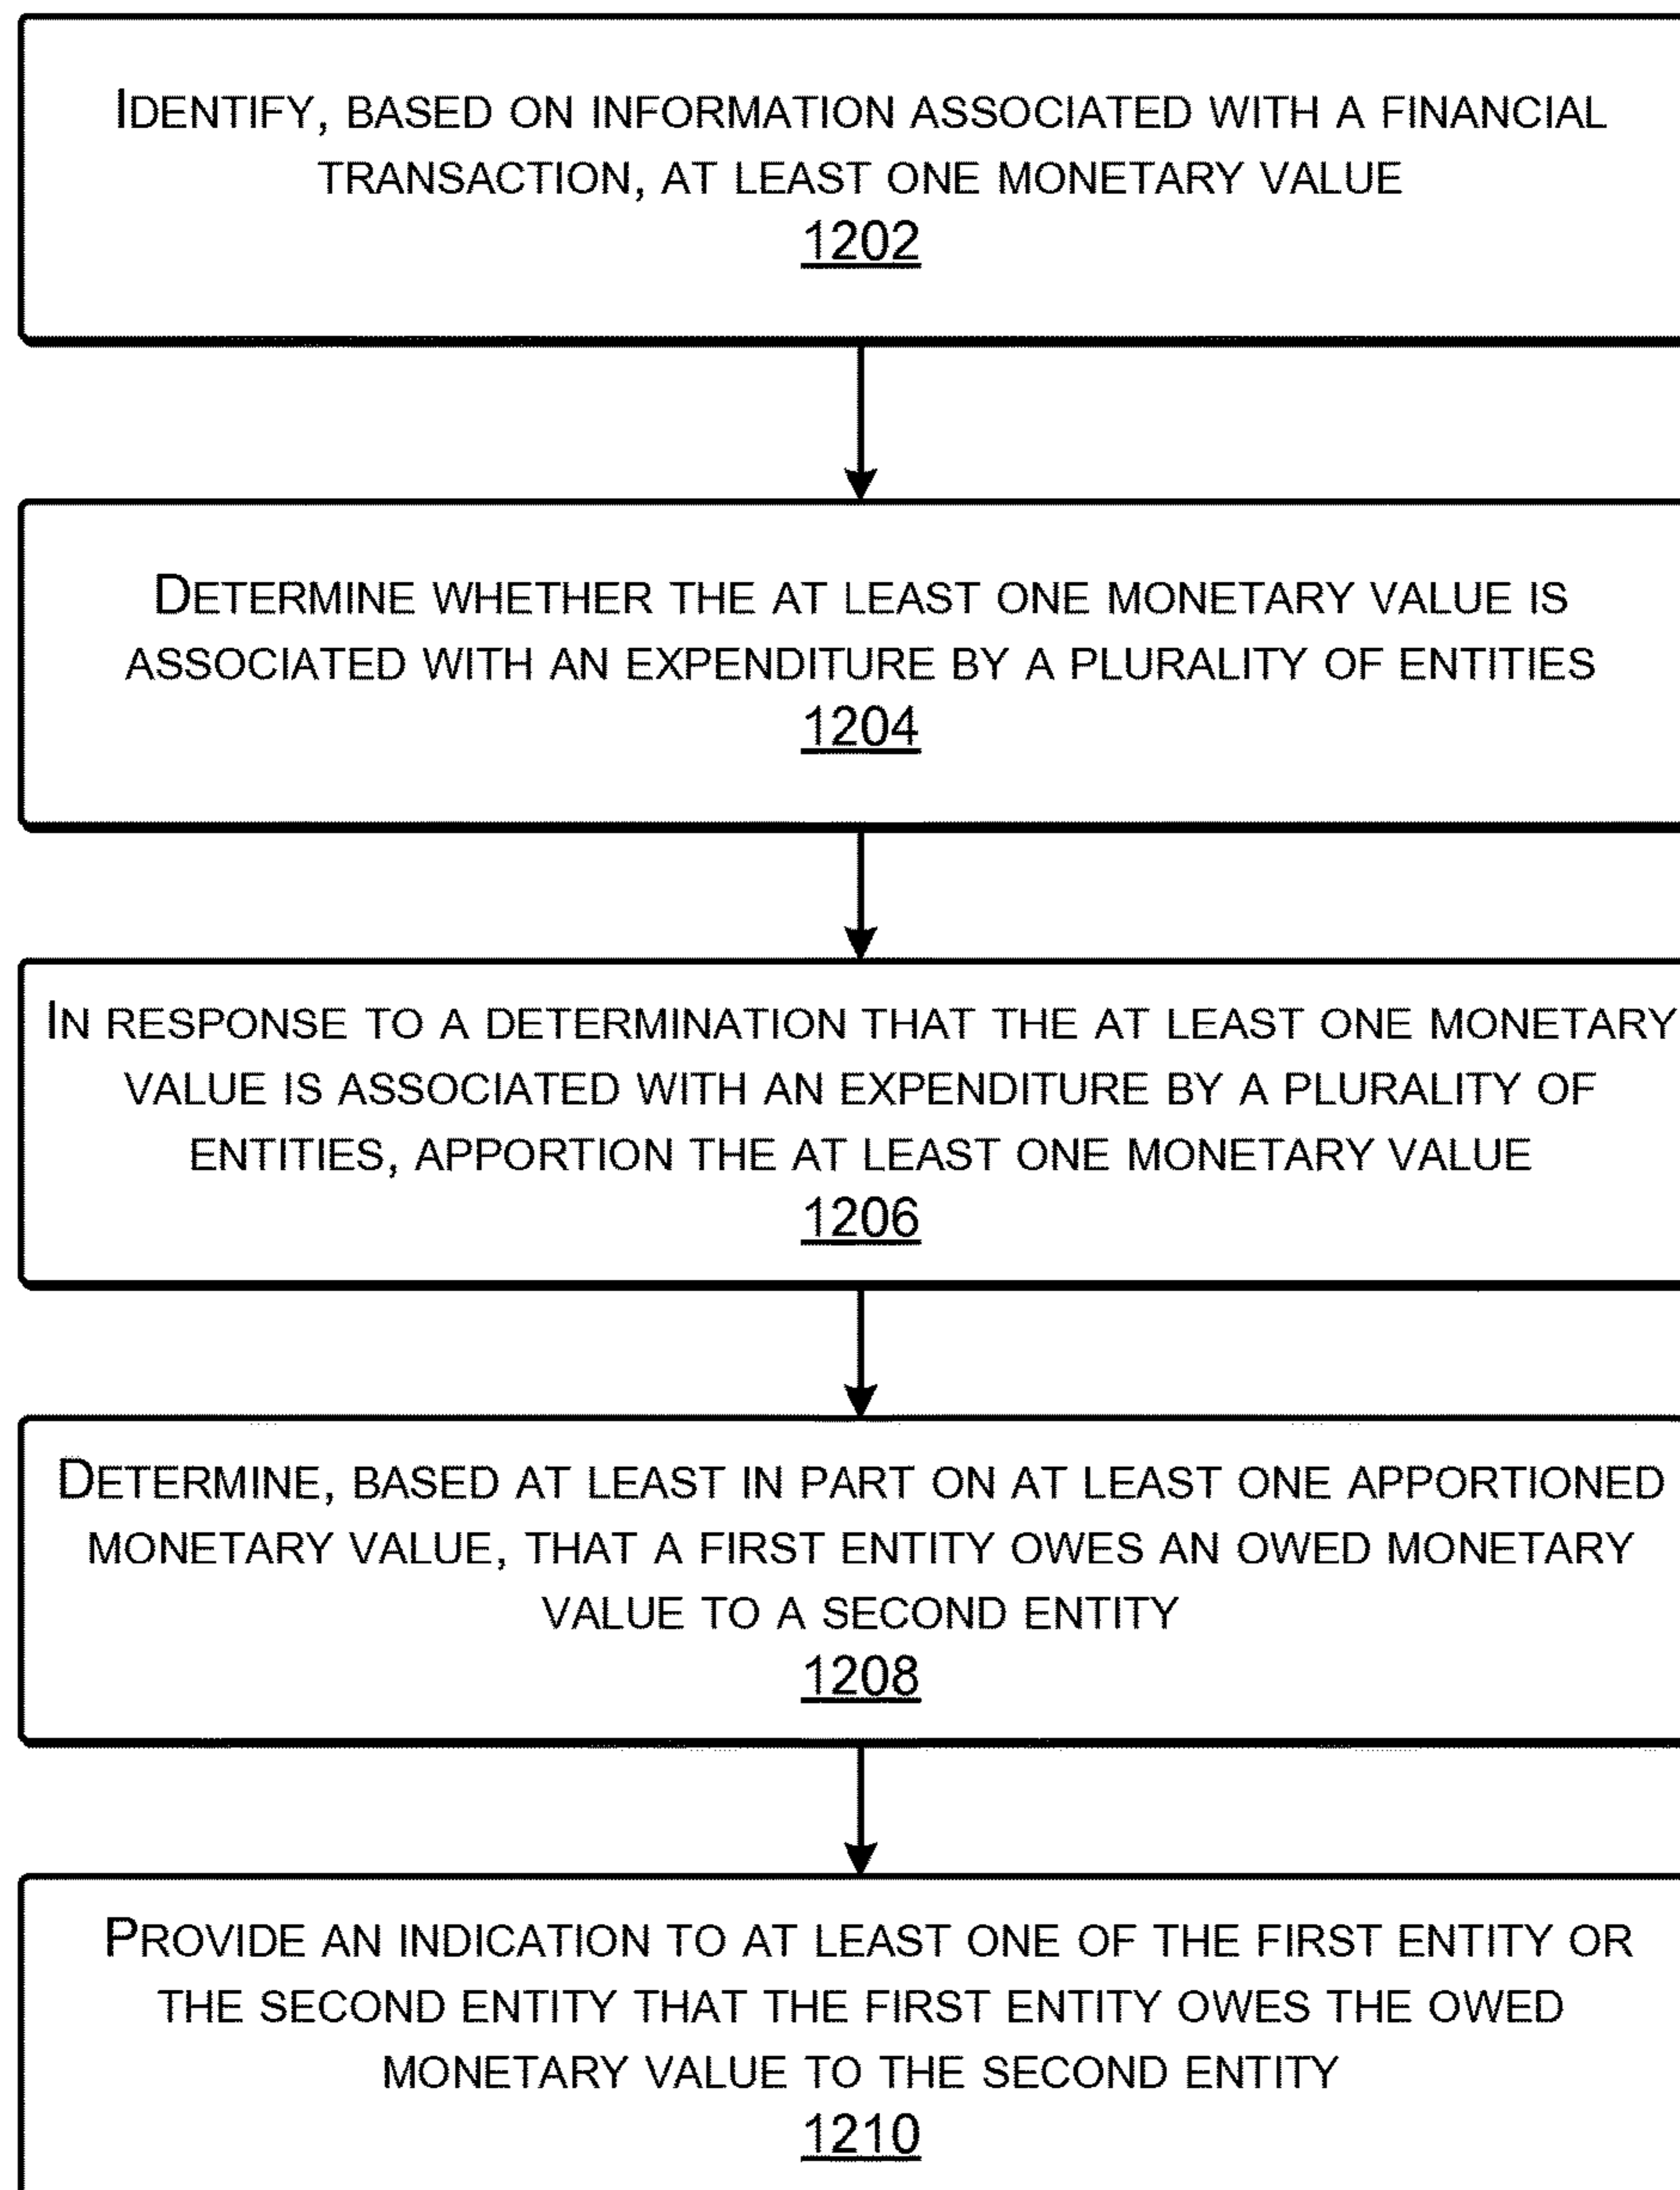 IDENTIFY, BASED ON INFORMATION ASSOCIATED WITH A FINANCIAL
TRANSACTION, AT LEAST ONE MONETARY VALUE
1202
DETERMINE WHETHER THE AT LEAST ONE MONETARY VALUE IS
ASSOCIATED WITH AN EXPENDITURE BY A PLURALITY OF ENTITIES
1204
IN RESPONSE TO A DETERMINATION THAT THE AT LEAST ONE MONETARY
VALUE IS ASSOCIATED WITH AN EXPENDITURE BY A PLURALITY OF
ENTITIES, APPORTION THE AT LEAST ONE MONETARY VALUE
1206
DETERMINE, BASED AT LEAST IN PART ON AT LEAST ONE APPORTIONED
MONETARY VALUE, THAT A FIRST ENTITY OWES AN OWED MONETARY
VALUE TO A SECOND ENTITY
1208
PROVIDE AN INDICATION TO AT LEAST ONE OF THE FIRST ENTITY OR
THE SECOND ENTITY THAT THE FIRST ENTITY OWES THE OWED
MONETARY VALUE TO THE SECOND ENTITY
1210